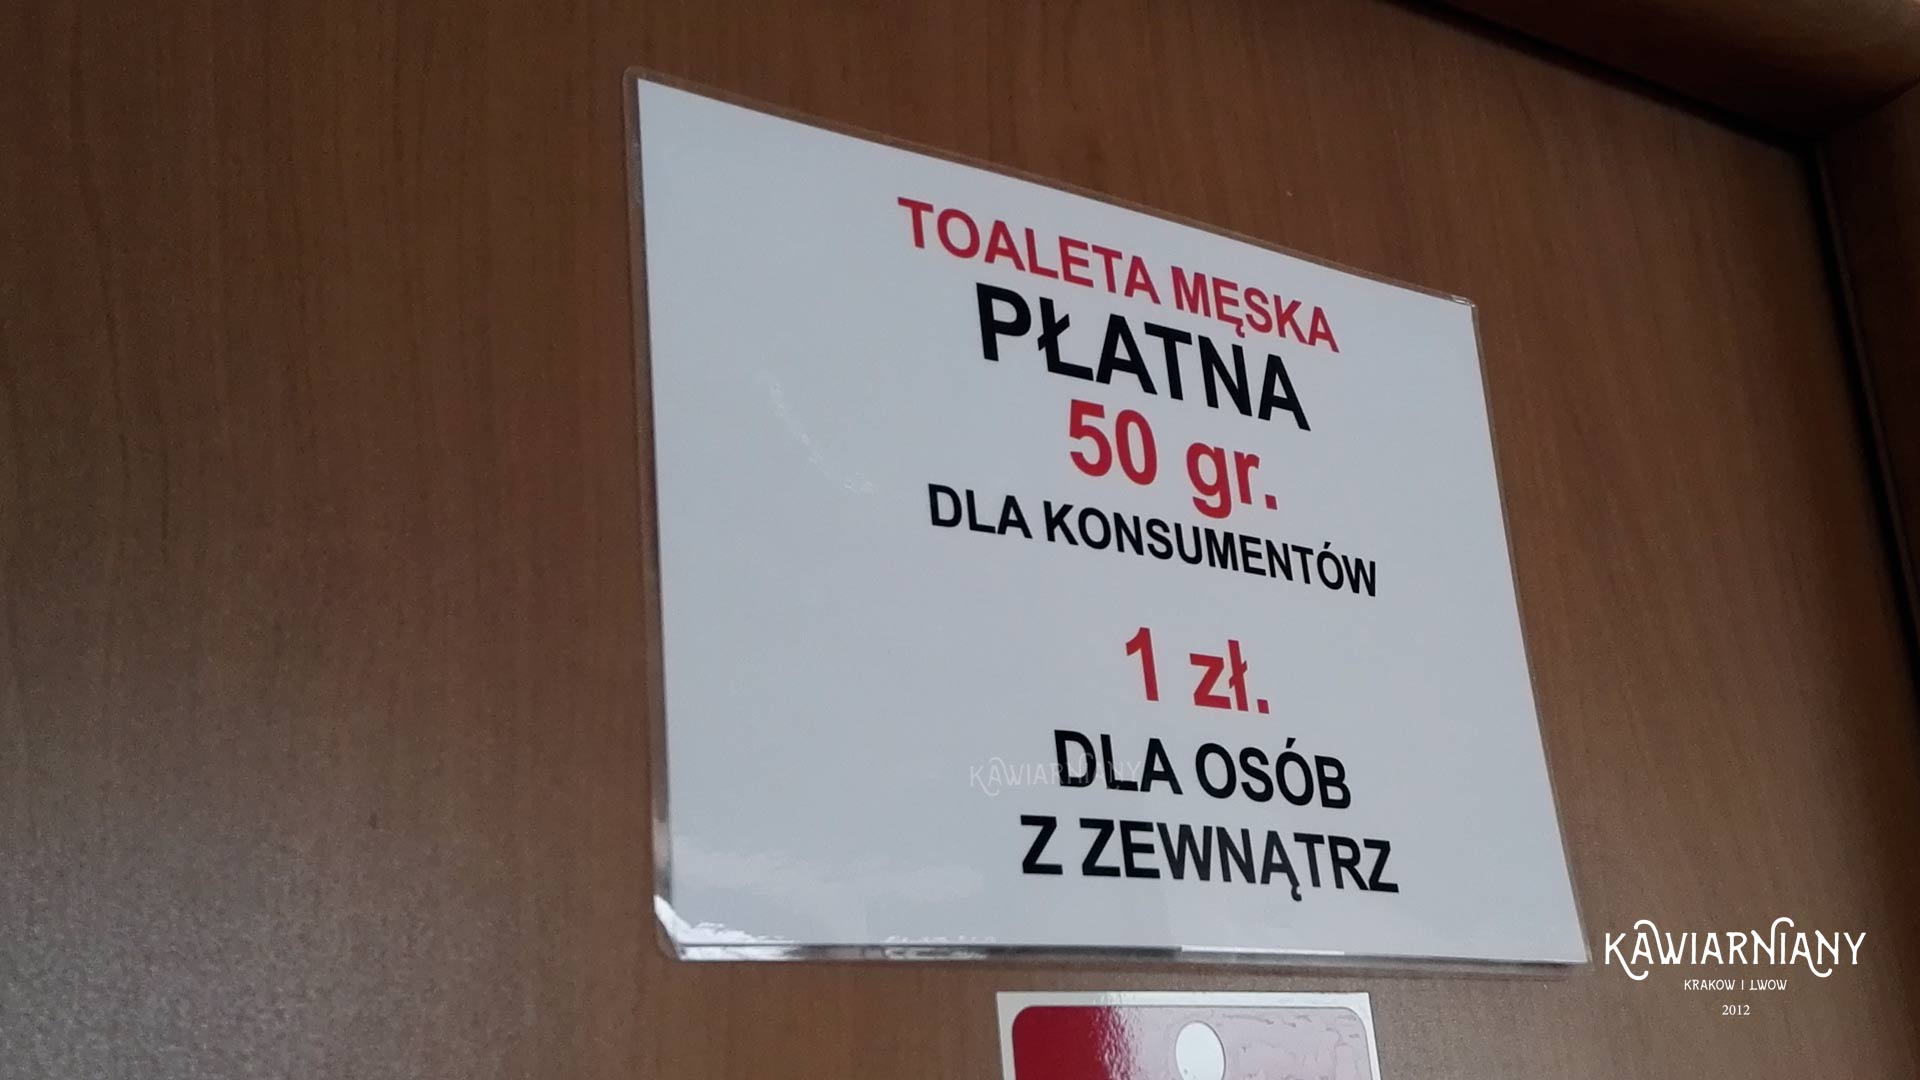 TOALETA MĘSKA
PŁATNA
50 gr.
DLA KONSUMENTÓW
1 zł.
DLA OSÓB
Z ZEWNĄTRZ
KAWIARNIANY
KAWIARNIANY
KRAKOW I LWOW
2012